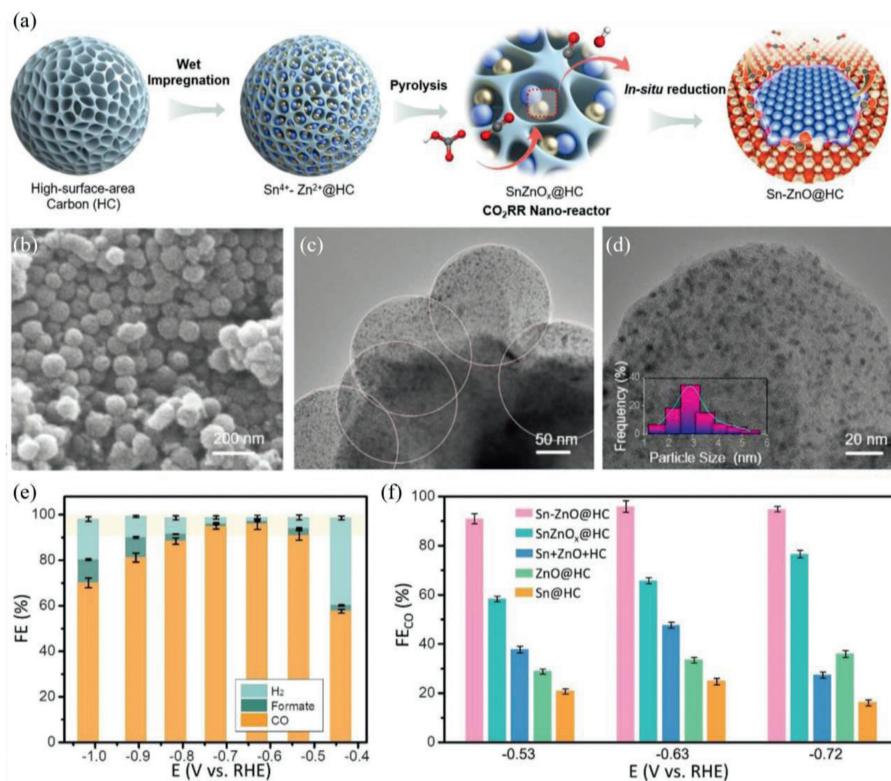 (a)
Wet
Impregnation
Pyrolysis
In-situ reduction
High-surface-area
Carbon (HC)
Sn⁴⁺- Zn²⁺@HC
SnZnOₓ@HC
CO₂RR Nano-reactor
Sn-ZnO@HC
(b)
200 nm
(c)
50 nm
(d)
Frequency (%)
40
20
0
1 2 3 4 5 6
Particle Size (nm)
20 nm
(e)
FE (%)
100
80
60
40
20
0
H₂
Formate
CO
-1.0 -0.9 -0.8 -0.7 -0.6 -0.5 -0.4
E (V vs. RHE)
(f)
FE_CO (%)
100
80
60
40
20
0
Sn-ZnO@HC
SnZnOₓ@HC
Sn+ZnO+HC
ZnO@HC
Sn@HC
-0.53 -0.63 -0.72
E (V vs. RHE)